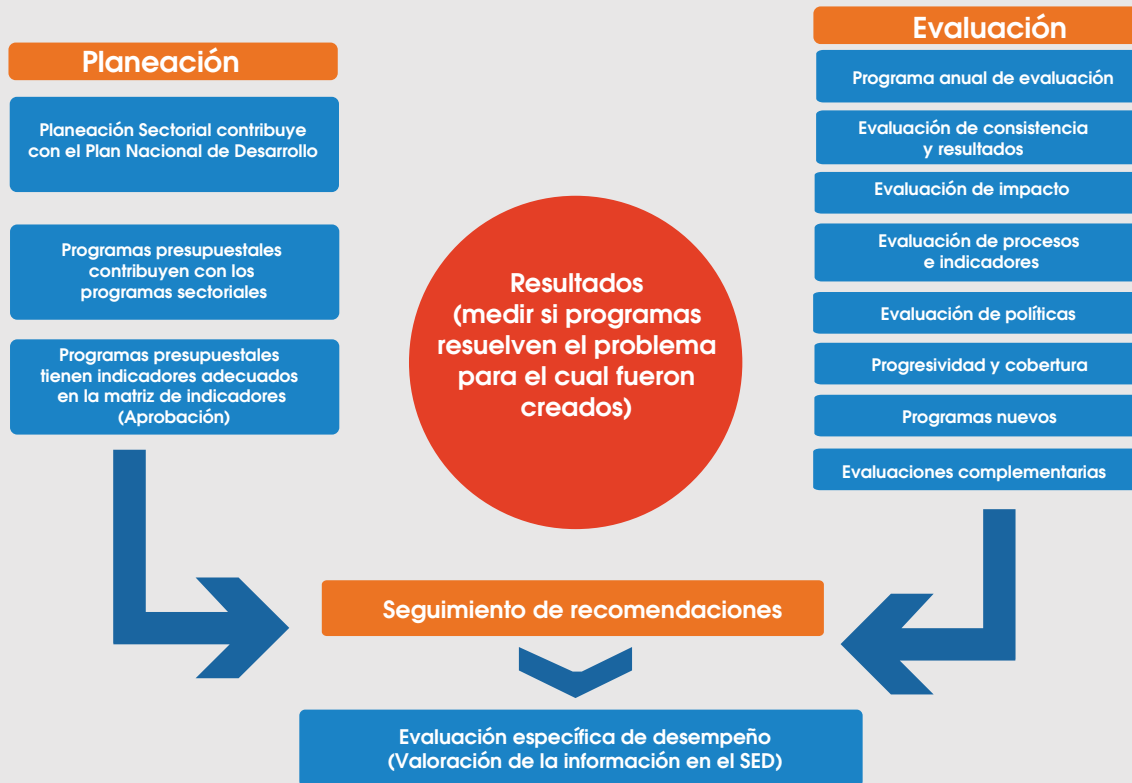 Planeación
Planeación Sectorial contribuye
con el Plan Nacional de Desarrollo
Programas presupuestales
contribuyen con los
programas sectoriales
Programas presupuestales
tienen indicadores adecuados
en la matriz de indicadores
(Aprobación)
Resultados
(medir si programas
resuelven el problema
para el cual fueron
creados)
Evaluación
Programa anual de evaluación
Evaluación de consistencia
y resultados
Evaluación de impacto
Evaluación de procesos
e indicadores
Evaluación de políticas
Progresividad y cobertura
Programas nuevos
Evaluaciones complementarias
Seguimiento de recomendaciones
Evaluación específica de desempeño
(Valoración de la información en el SED)